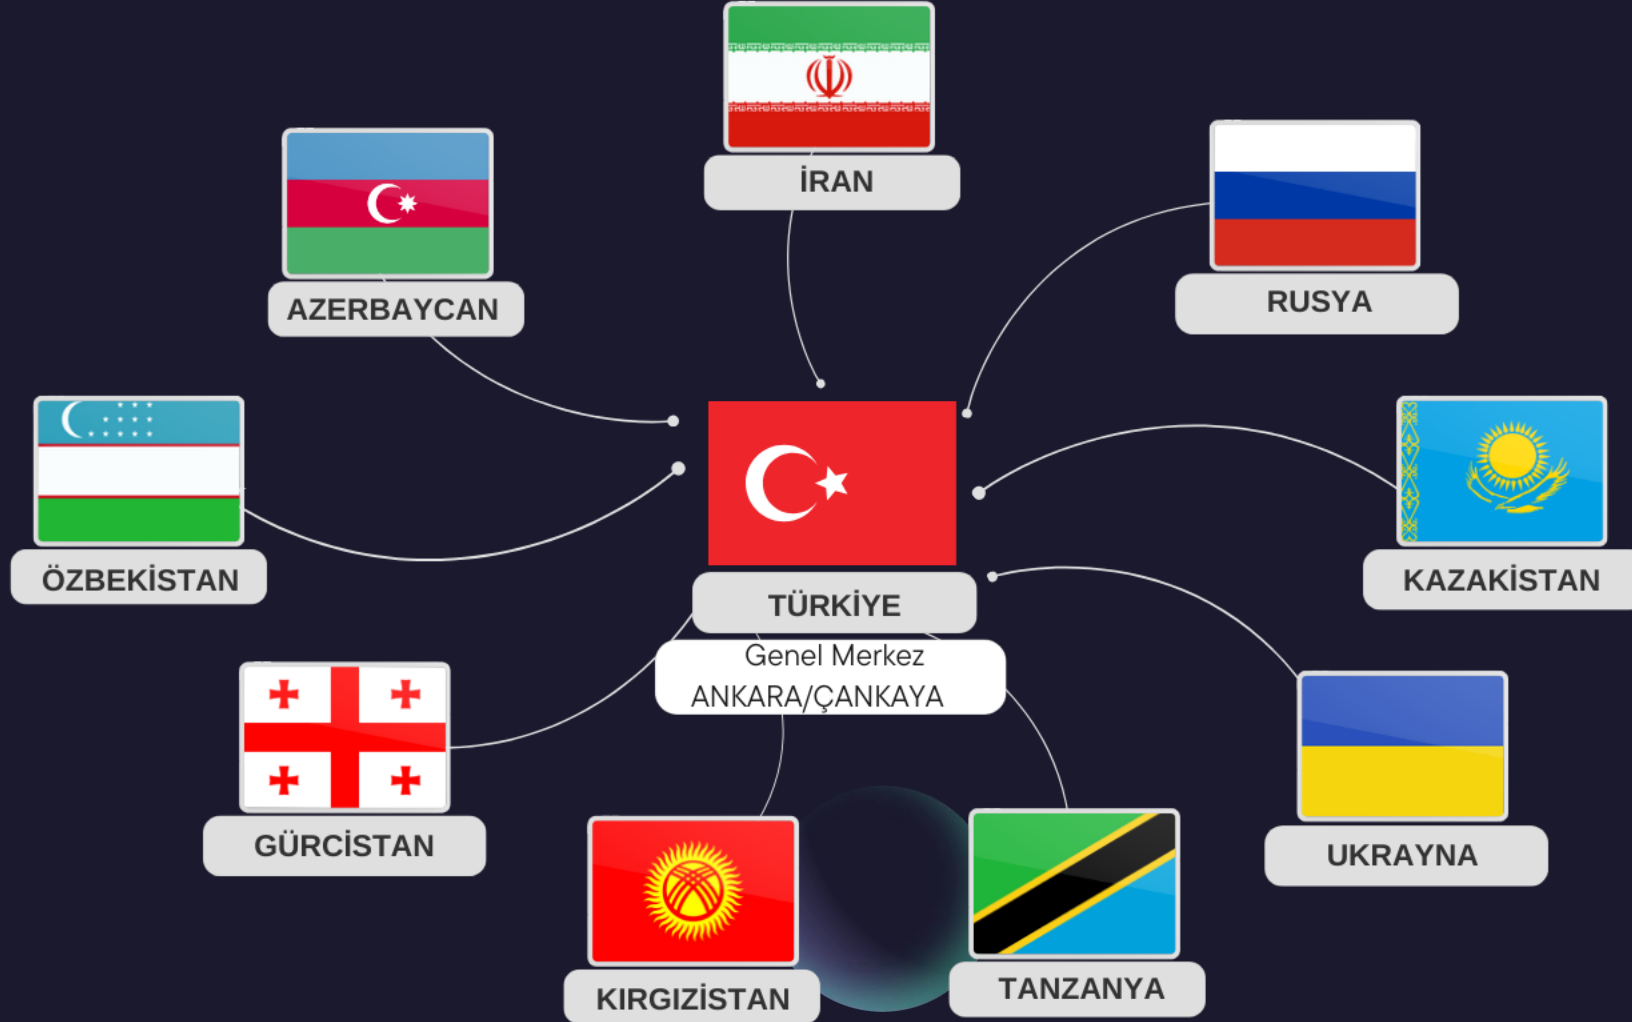 İRAN
AZERBAYCAN
RUSYA
ÖZBEKİSTAN
TÜRKİYE
KAZAKİSTAN
Genel Merkez
ANKARA/ÇANKAYA
GÜRCİSTAN
UKRAYNA
KIRGIZİSTAN
TANZANYA